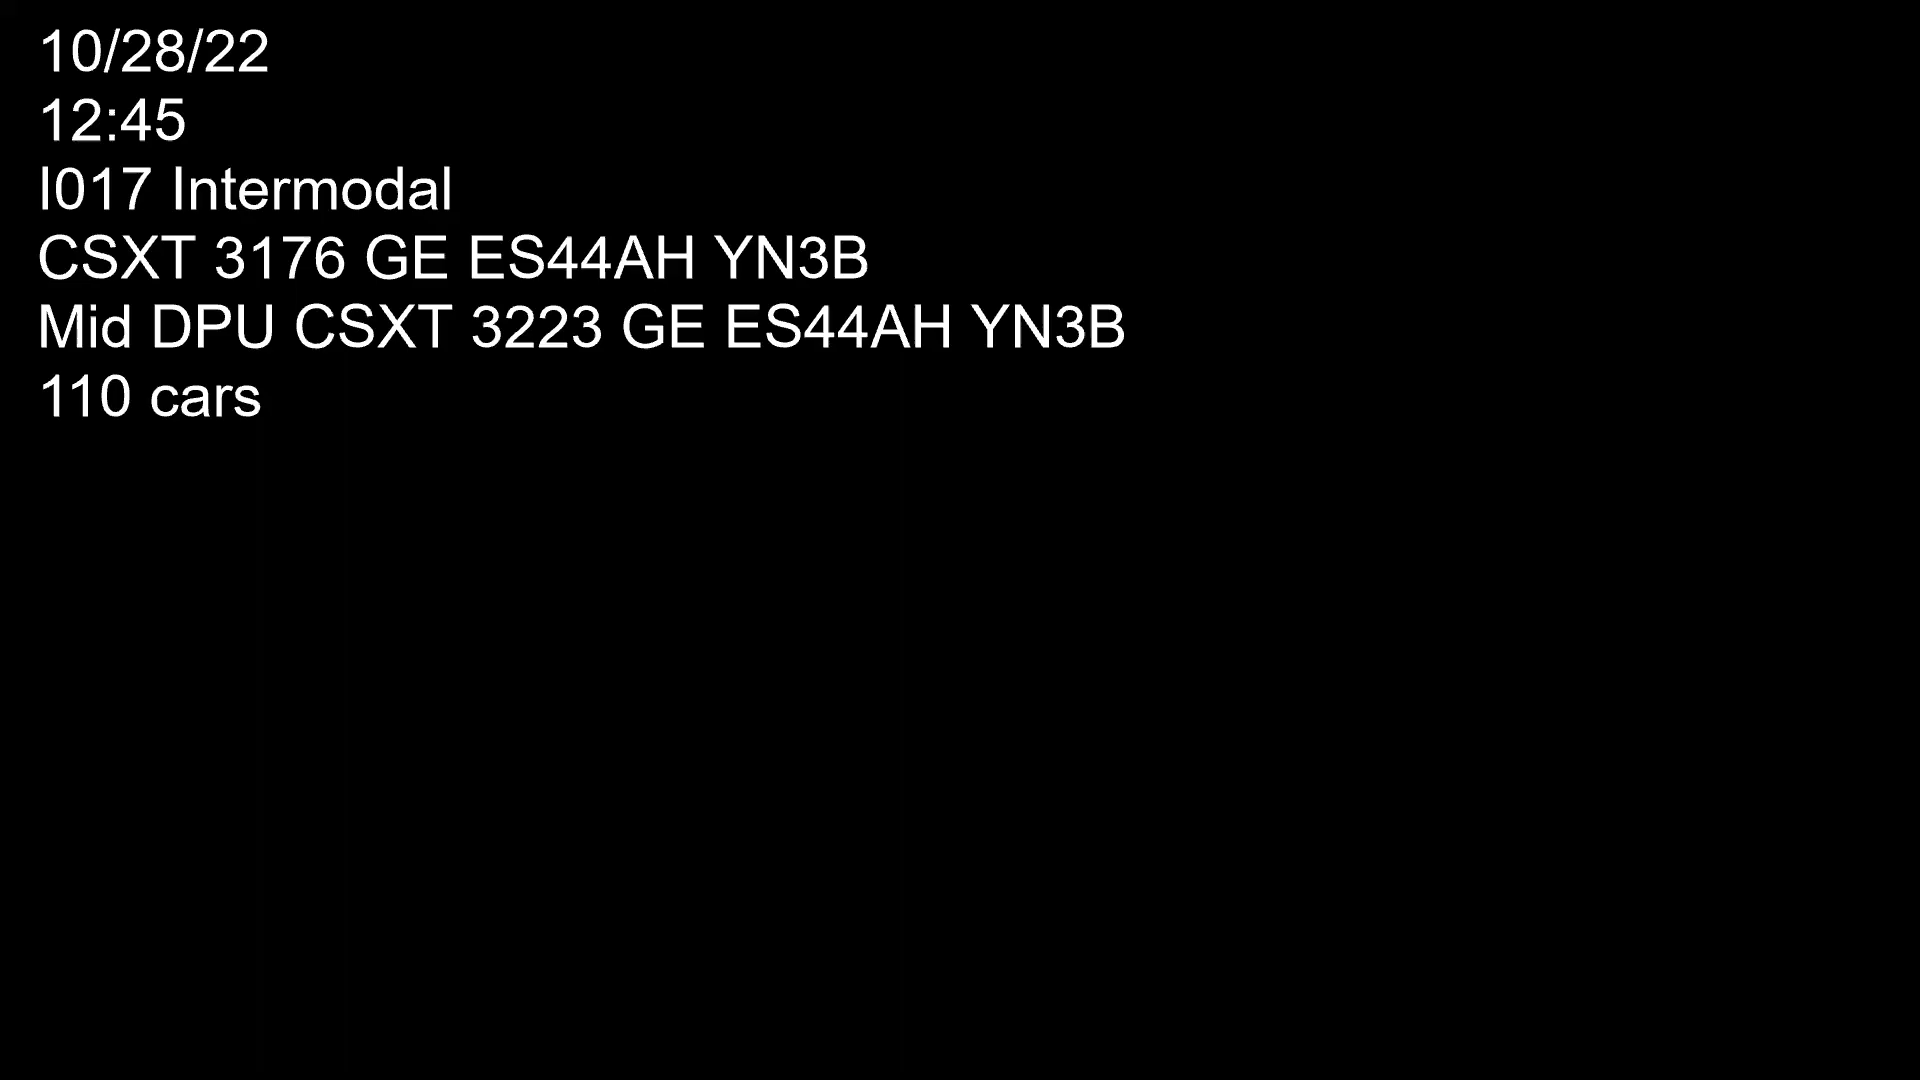 10/28/22
12:45
I017 Intermodal
CSXT 3176 GE ES44AH YN3B
Mid DPU CSXT 3223 GE ES44AH YN3B
110 cars